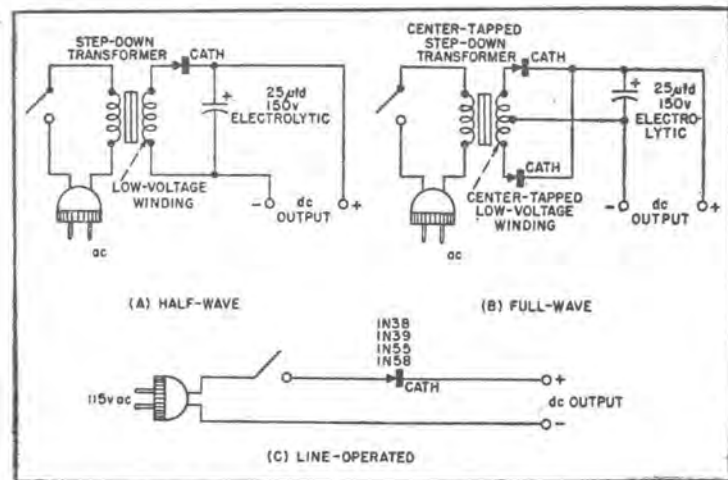 STEP-DOWN
TRANSFORMER
CATH
+
25μfd
150v
ELECTROLYTIC
LOW-VOLTAGE
WINDING
- dc +
OUTPUT
ac
(A) HALF-WAVE
CENTER-TAPPED
STEP-DOWN
TRANSFORMER
CATH
+
25μfd
150v
ELECTRO-
LYTIC
CATH
CENTER-TAPPED
LOW-VOLTAGE
WINDING
- dc +
OUTPUT
ac
(B) FULL-WAVE
IN38
IN39
IN55
IN58
CATH
115v ac
+
dc OUTPUT
-
(C) LINE-OPERATED